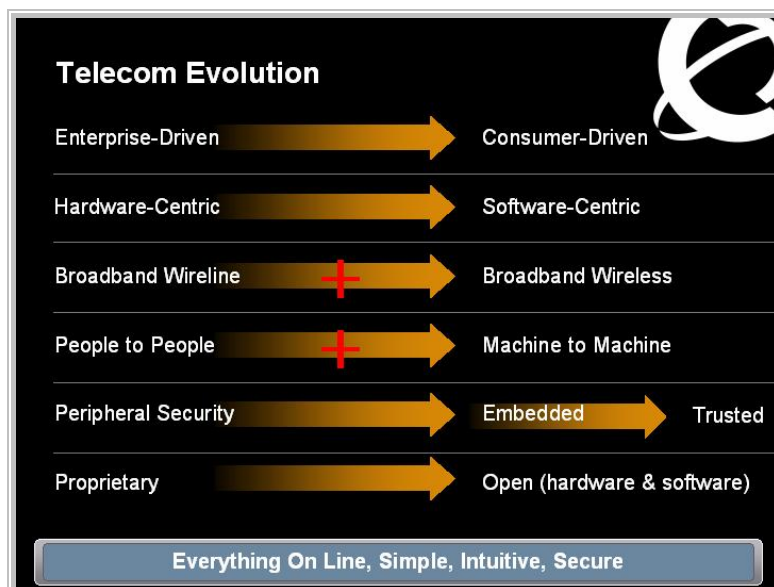 Telecom Evolution
Enterprise-Driven Consumer-Driven
Hardware-Centric Software-Centric
Broadband Wireline + Broadband Wireless
People to People + Machine to Machine
Peripheral Security Embedded Trusted
Proprietary Open (hardware & software)
Everything On Line, Simple, Intuitive, Secure